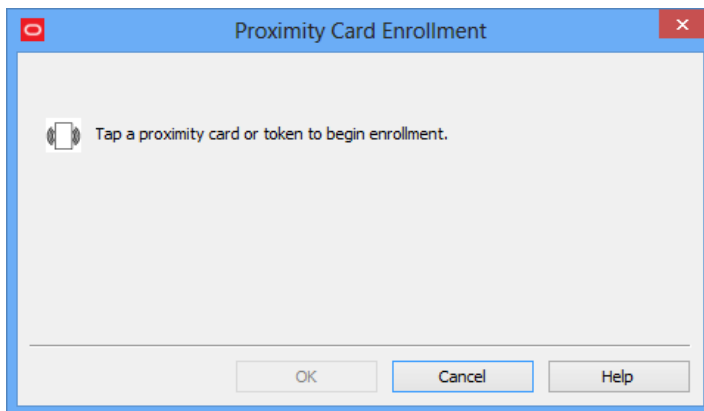 Proximity Card Enrollment
Tap a proximity card or token to begin enrollment.
OK
Cancel
Help